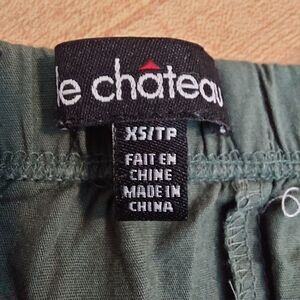 le château
XS/TP
FAIT EN
CHINE
MADE IN
CHINA